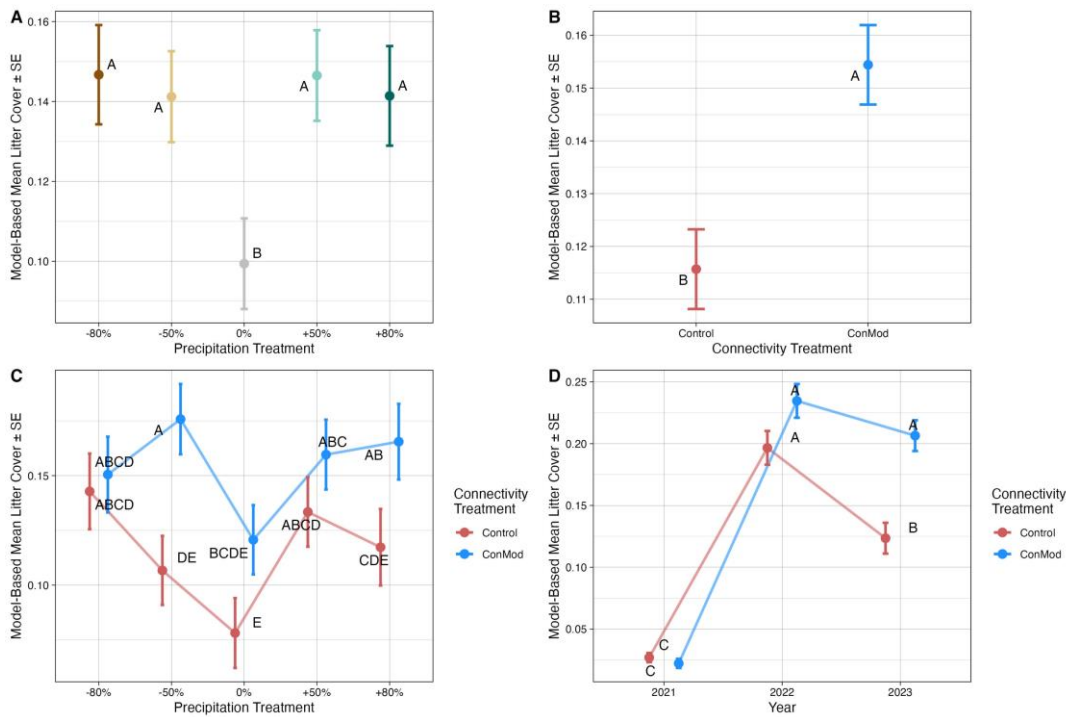 A
Model-Based Mean Litter Cover ± SE
0.16
0.14
0.12
0.10
A
A
B
A
A
-80%
-50%
0%
+50%
+80%
Precipitation Treatment
B
Model-Based Mean Litter Cover ± SE
0.16
0.15
0.14
0.13
0.12
0.11
B
A
Control
ConMod
Connectivity Treatment
C
Model-Based Mean Litter Cover ± SE
0.15
0.10
ABCD
ABCD
A
DE
BCDE
E
ABC
ABCD
AB
CDE
-80%
-50%
0%
+50%
+80%
Precipitation Treatment
Connectivity
Treatment
Control
ConMod
D
Model-Based Mean Litter Cover ± SE
0.25
0.20
0.15
0.10
0.05
C
C
A
A
A
B
2021
2022
2023
Year
Connectivity
Treatment
Control
ConMod